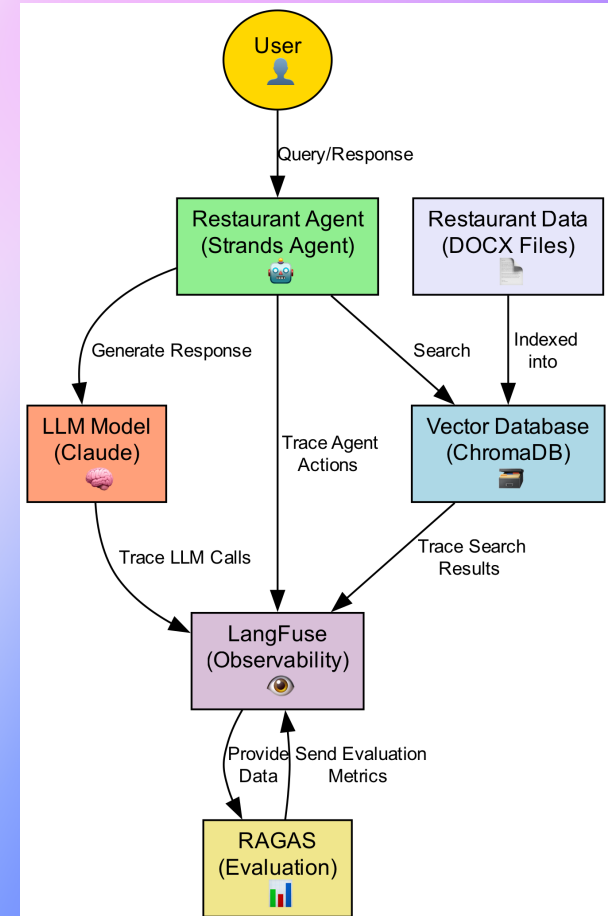 User
Query/Response
Restaurant Agent
(Strands Agent)
Restaurant Data
(DOCX Files)
Generate Response
Search
Indexed
into
LLM Model
(Claude)
Trace Agent
Actions
Vector Database
(ChromaDB)
Trace LLM Calls
Trace Search
Results
LangFuse
(Observability)
Provide
Data
Send Evaluation
Metrics
RAGAS
(Evaluation)